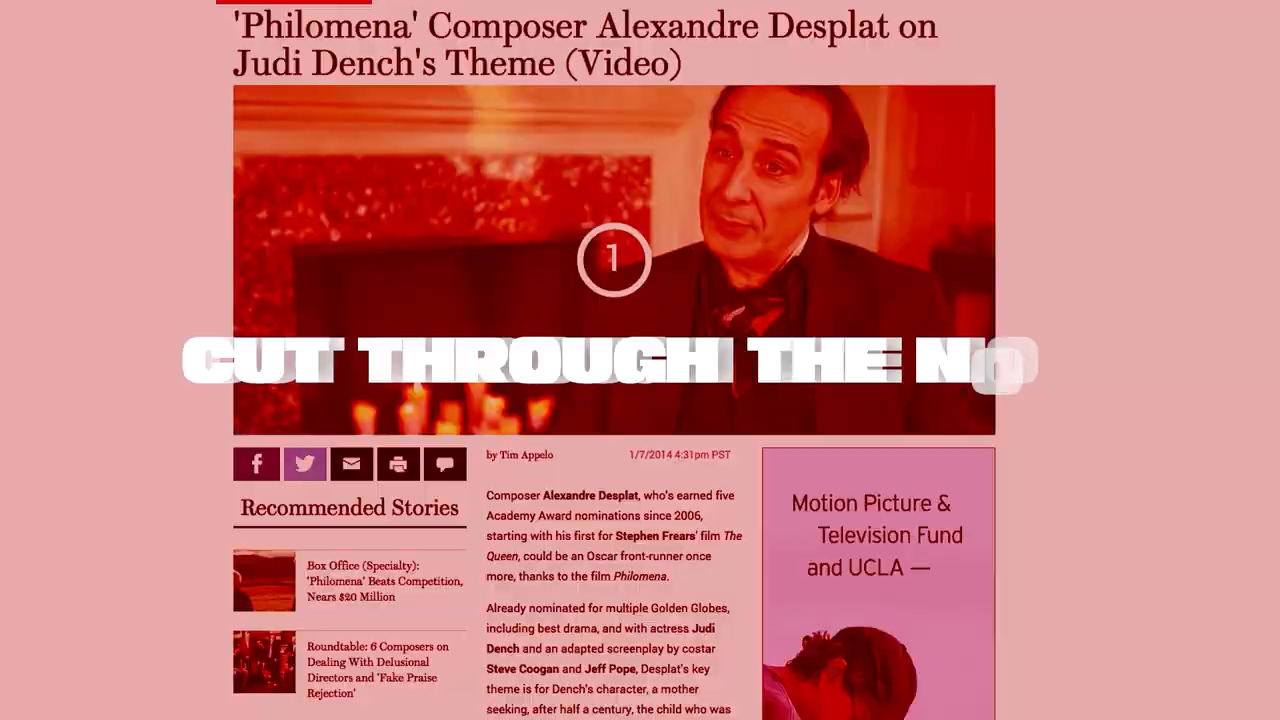 'Philomena' Composer Alexandre Desplat on
Judi Dench's Theme (Video)
1
CUT THROUGH THE NO
by Tim Appelo
1/7/2014 4:31pm PST
Recommended Stories
Box Office (Specialty):
'Philomena' Beats Competition,
Nears $20 Million
Roundtable: 6 Composers on
Dealing With Delusional
Directors and 'Fake Praise
Rejection'
Composer Alexandre Desplat, who's earned five
Academy Award nominations since 2006,
starting with his first for Stephen Frears' film The
Queen, could be an Oscar front-runner once
more, thanks to the film Philomena.
Already nominated for multiple Golden Globes,
including best drama, and with actress Judi
Dench and an adapted screenplay by costar
Steve Coogan and Jeff Pope, Desplat's key
theme is for Dench's character, a mother
seeking, after half a century, the child who was
Motion Picture &
Television Fund
and UCLA —